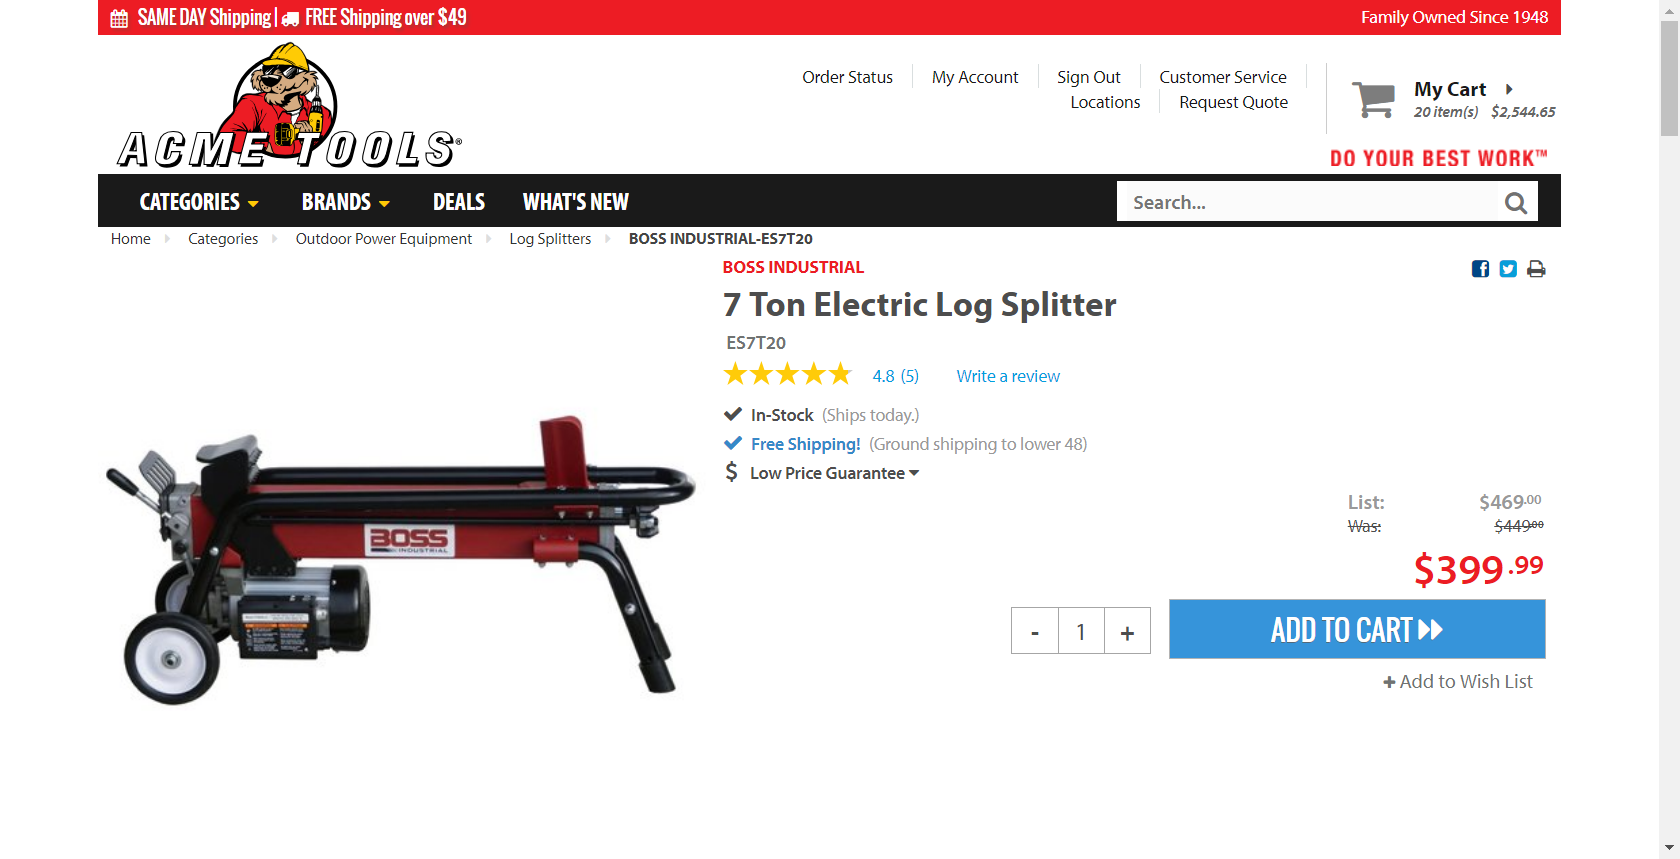 SAME DAY Shipping | FREE Shipping over $49
Family Owned Since 1948
ACME TOOLS®
Order Status
My Account
Sign Out
Customer Service
Locations
Request Quote
My Cart
20 item(s) $2,544.65
DO YOUR BEST WORK™
CATEGORIES
BRANDS
DEALS
WHAT'S NEW
Search...
Home
Categories
Outdoor Power Equipment
Log Splitters
BOSS INDUSTRIAL-ES7T20
BOSS INDUSTRIAL
7 Ton Electric Log Splitter
ES7T20
4.8 (5)
Write a review
In-Stock (Ships today.)
Free Shipping! (Ground shipping to lower 48)
$ Low Price Guarantee
List: $469.00
Was: $449.00
$399.99
- 1 +
ADD TO CART
+ Add to Wish List
BOSS
INDUSTRIAL